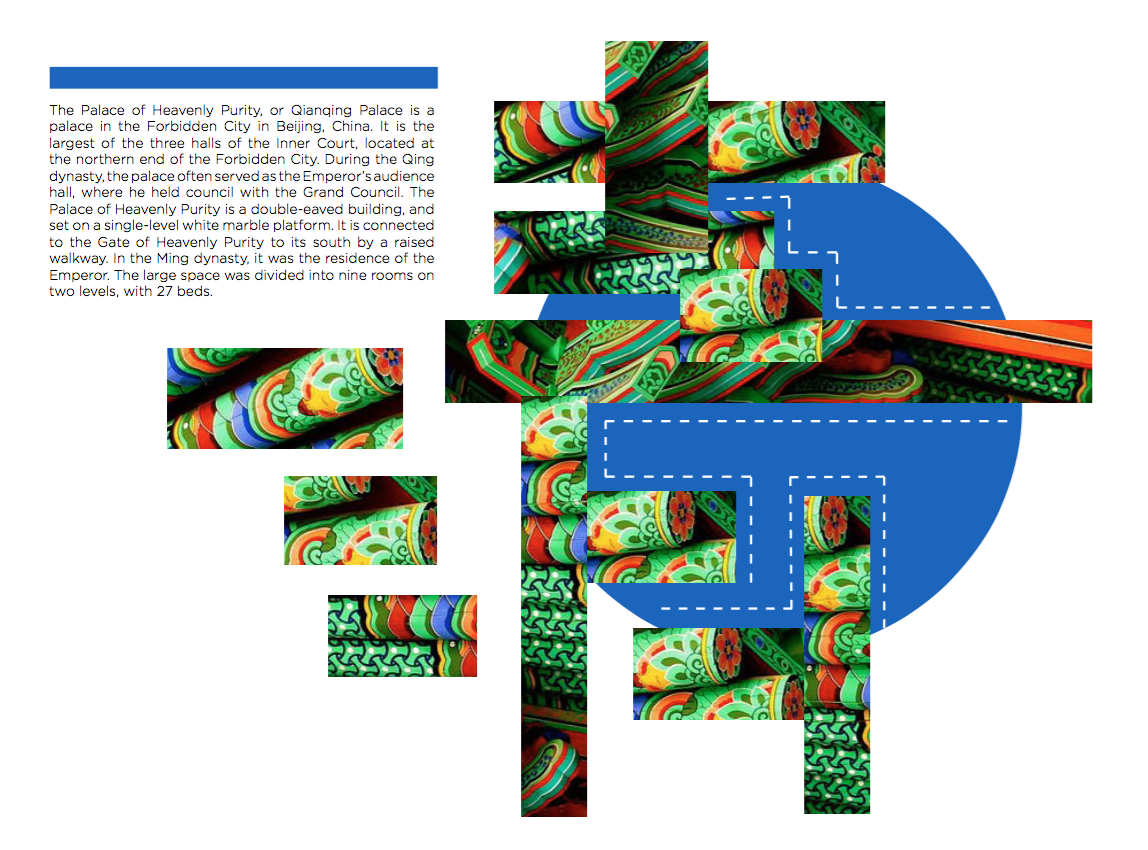 The Palace of Heavenly Purity, or Qianqing Palace is a
palace in the Forbidden City in Beijing, China. It is the
largest of the three halls of the Inner Court, located at
the northern end of the Forbidden City. During the Qing
dynasty, the palace often served as the Emperor's audience
hall, where he held council with the Grand Council. The
Palace of Heavenly Purity is a double-eaved building, and
set on a single-level white marble platform. It is connected
to the Gate of Heavenly Purity to its south by a raised
walkway. In the Ming dynasty, it was the residence of the
Emperor. The large space was divided into nine rooms on
two levels, with 27 beds.